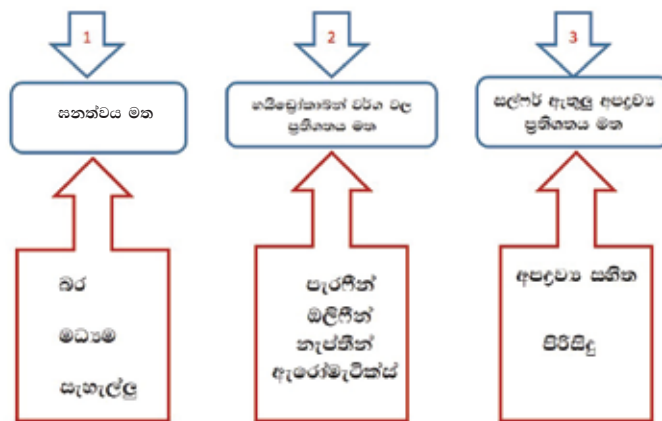 1
ඝනත්වය මත
බර
මධ්‍යම
සැහැල්ලු
2
හයිඩ්‍රෝකාබන් වර්ග වල
ප්‍රතිශතය මත
පැරෆීන්
ඔලිෆීන්
නැප්තීන්
ඇරෝමැටික්ස්
3
සල්ෆර් ඇතුලු අපද්‍රව්‍ය
ප්‍රතිශතය මත
අපද්‍රව්‍ය සහිත
පිරිසිදු